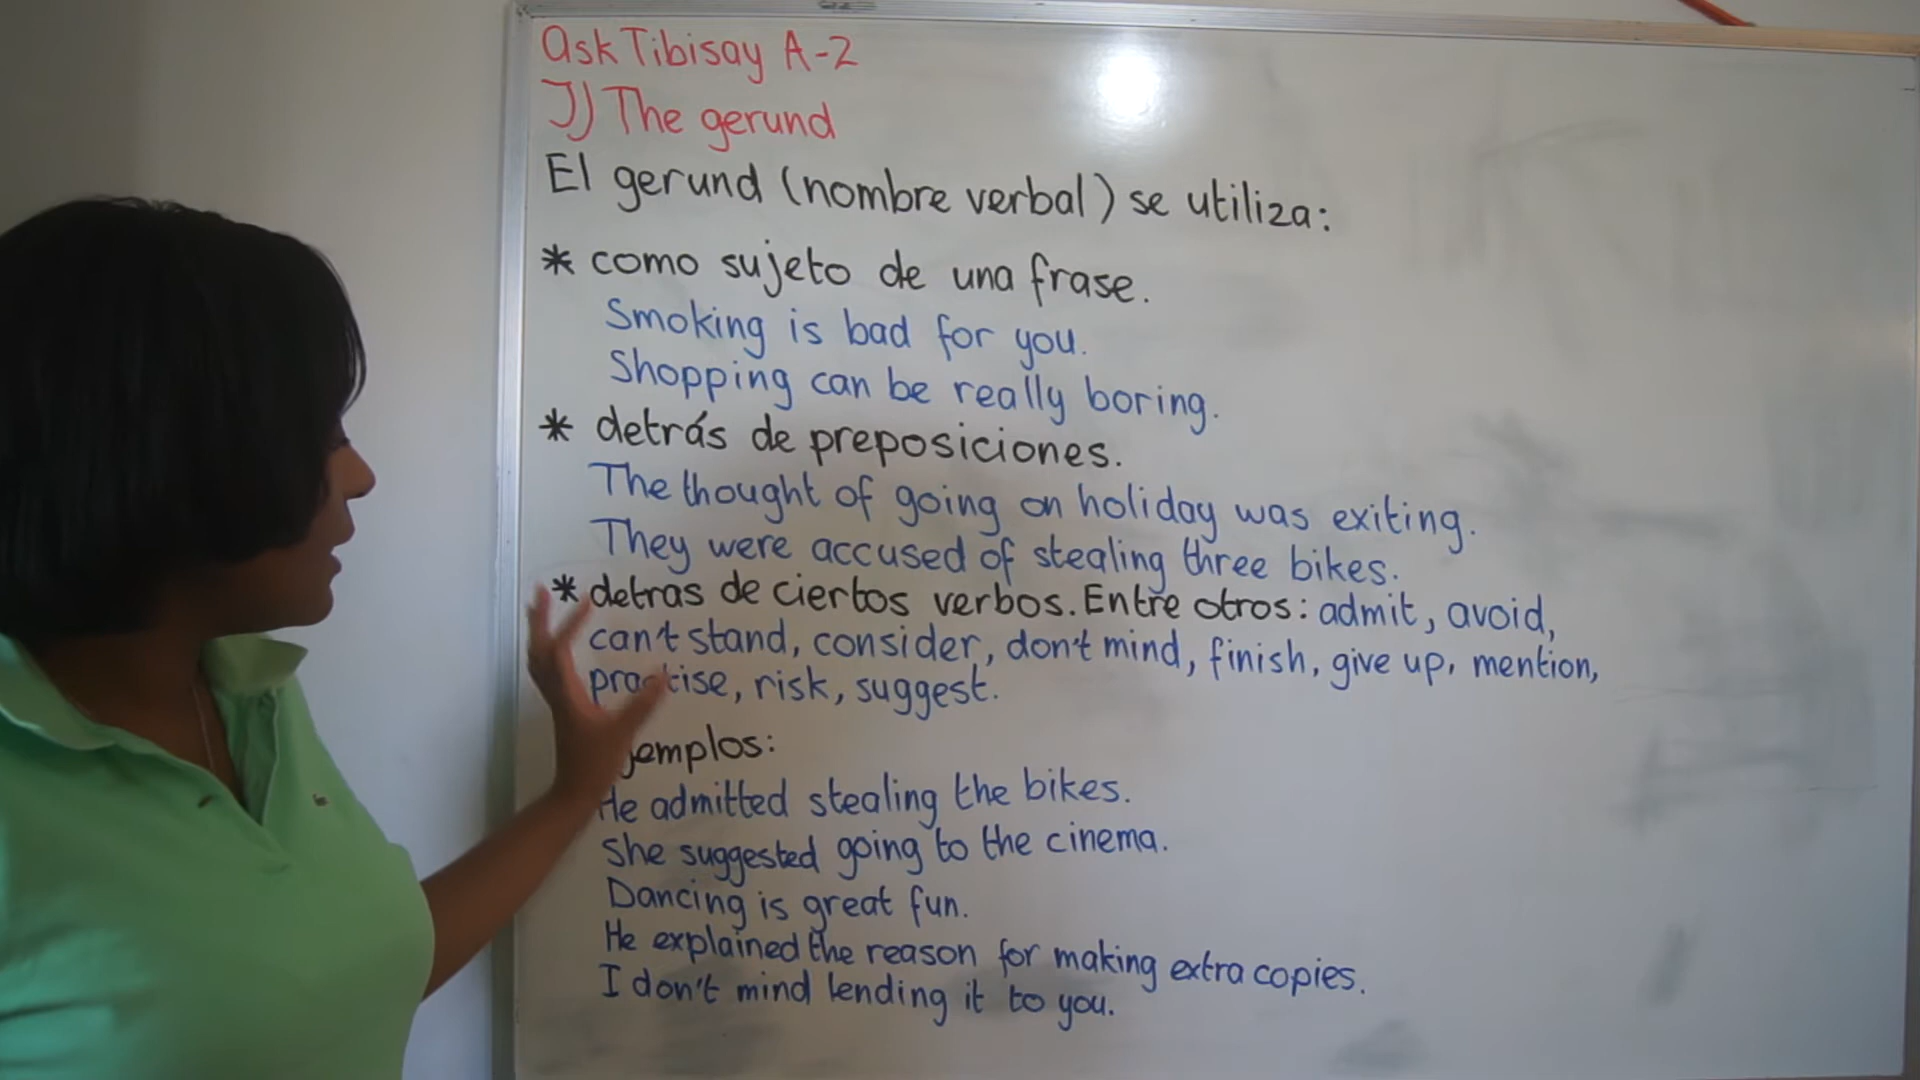 Ask Tibisay A-2
J) The gerund
El gerund (nombre verbal) se utiliza:
* como sujeto de una frase.
Smoking is bad for you.
Shopping can be really boring.
* detrás de preposiciones.
The thought of going on holiday was exiting.
They were accused of stealing three bikes.
* detras de ciertos verbos. Entre otros: admit, avoid,
can't stand, consider, don't mind, finish, give up, mention,
practise, risk, suggest.
jemplos:
He admitted stealing the bikes.
She suggested going to the cinema.
Dancing is great fun.
He explained the reason for making extra copies.
I don't mind lending it to you.